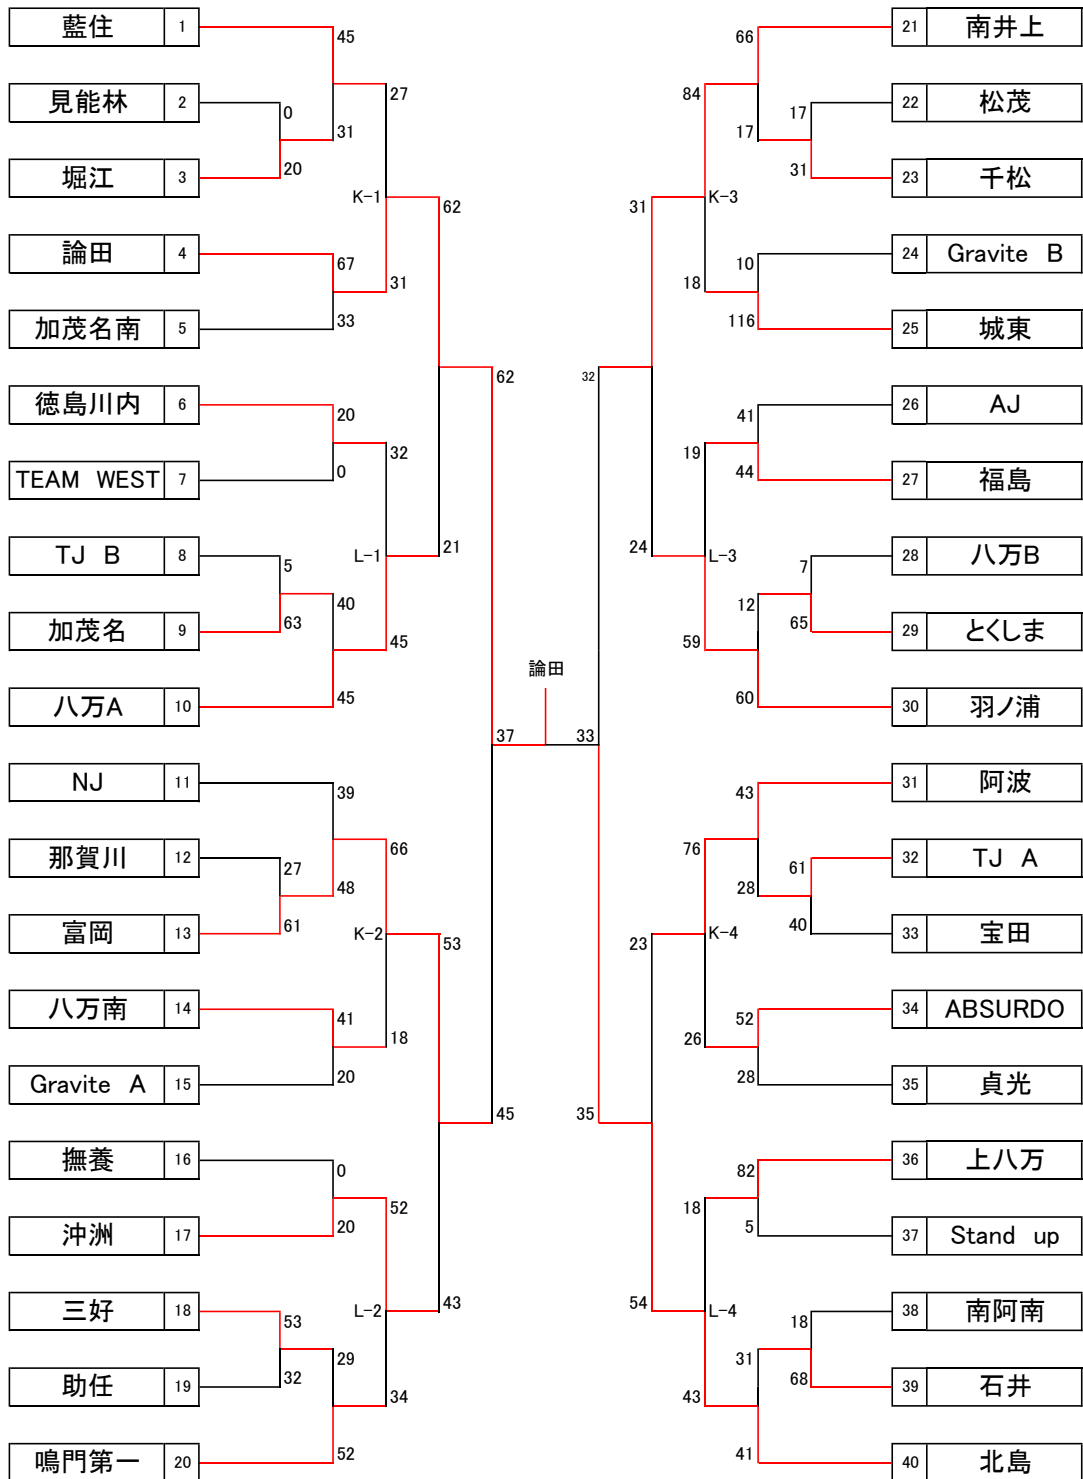 藍住 1
45
27
見能林 2
0
31
堀江 3
20
K-1
62
論田 4
67
31
加茂名南 5
33
62
徳島川内 6
20
32
TEAM WEST 7
0
TJ B 8
5
L-1
21
40
加茂名 9
63
45
八万A 10
45
論田
37
33
NJ 11
39
66
那賀川 12
27
48
富岡 13
61
K-2
53
八万南 14
41
18
Gravite A 15
20
45
撫養 16
0
52
沖洲 17
20
三好 18
53
L-2
43
29
助任 19
32
34
鳴門第一 20
52
66
21 南井上
84
17
22 松茂
17
31
23 千松
31
K-3
10
24 Gravite B
18
116
25 城東
32
41
26 AJ
19
44
27 福島
24
L-3
7
28 八万B
12
65
29 とくしま
59
60
30 羽ノ浦
43
31 阿波
76
61
32 TJ A
28
40
33 宝田
23
K-4
52
34 ABSURDO
26
28
35 貞光
35
82
36 上八万
18
5
37 Stand up
54
L-4
18
38 南阿南
31
68
39 石井
43
41
40 北島